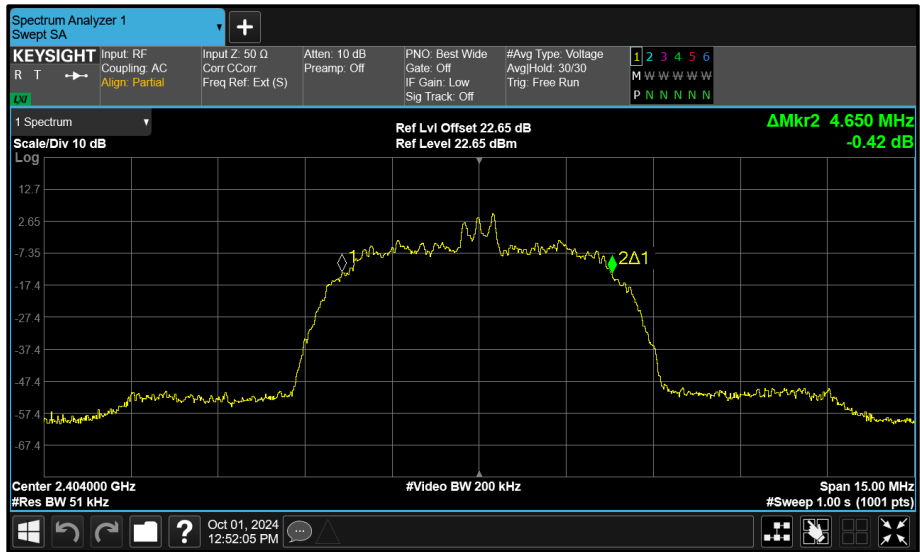 Spectrum Analyzer 1
Swept SA
KEYSIGHT
R T
LXI
Input: RF
Coupling: AC
Align: Partial
Input Z: 50 Ω
Corr CCorr
Freq Ref: Ext (S)
Atten: 10 dB
Preamp: Off
PNO: Best Wide
Gate: Off
IF Gain: Low
Sig Track: Off
#Avg Type: Voltage
Avg|Hold: 30/30
Trig: Free Run
1 2 3 4 5 6
M W W W W W
P N N N N N
1 Spectrum
Scale/Div 10 dB
Ref Lvl Offset 22.65 dB
Ref Level 22.65 dBm
ΔMkr2 4.650 MHz
-0.42 dB
Log
12.7
2.65
-7.35
-17.4
-27.4
-37.4
-47.4
-57.4
-67.4
1
2Δ1
Center 2.404000 GHz
#Video BW 200 kHz
Span 15.00 MHz
#Res BW 51 kHz
#Sweep 1.00 s (1001 pts)
?
Oct 01, 2024
12:52:05 PM